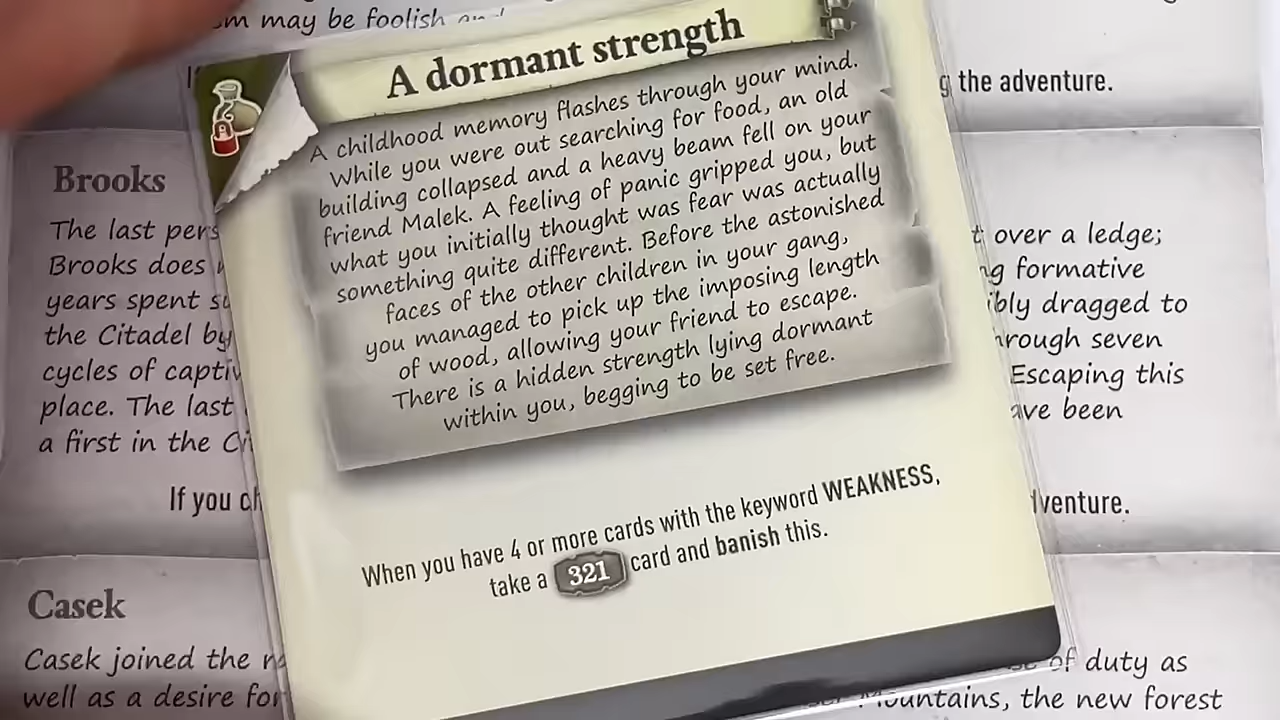 may be foolish
the adventure.
A dormant strength
A childhood memory flashes through your mind.
While you were out searching for food, an old
building collapsed and a heavy beam fell on your
friend Malek. A feeling of panic gripped you, but
what you initially thought was fear was actually
something quite different. Before the astonished
faces of the other children in your gang,
you managed to pick up the imposing length
of wood, allowing your friend to escape.
There is a hidden strength lying dormant
within you, begging to be set free.
When you have 4 or more cards with the keyword WEAKNESS,
take a 321 card and banish this.
Brooks
The last
Brooks does
years spent
the Citadel by
cycles of
place. The last
a first in the
If you
over a ledge;
formative
dragged to
seven
Escaping this
been
Casek
Casek joined the
well as a desire for
of duty as
the new forest